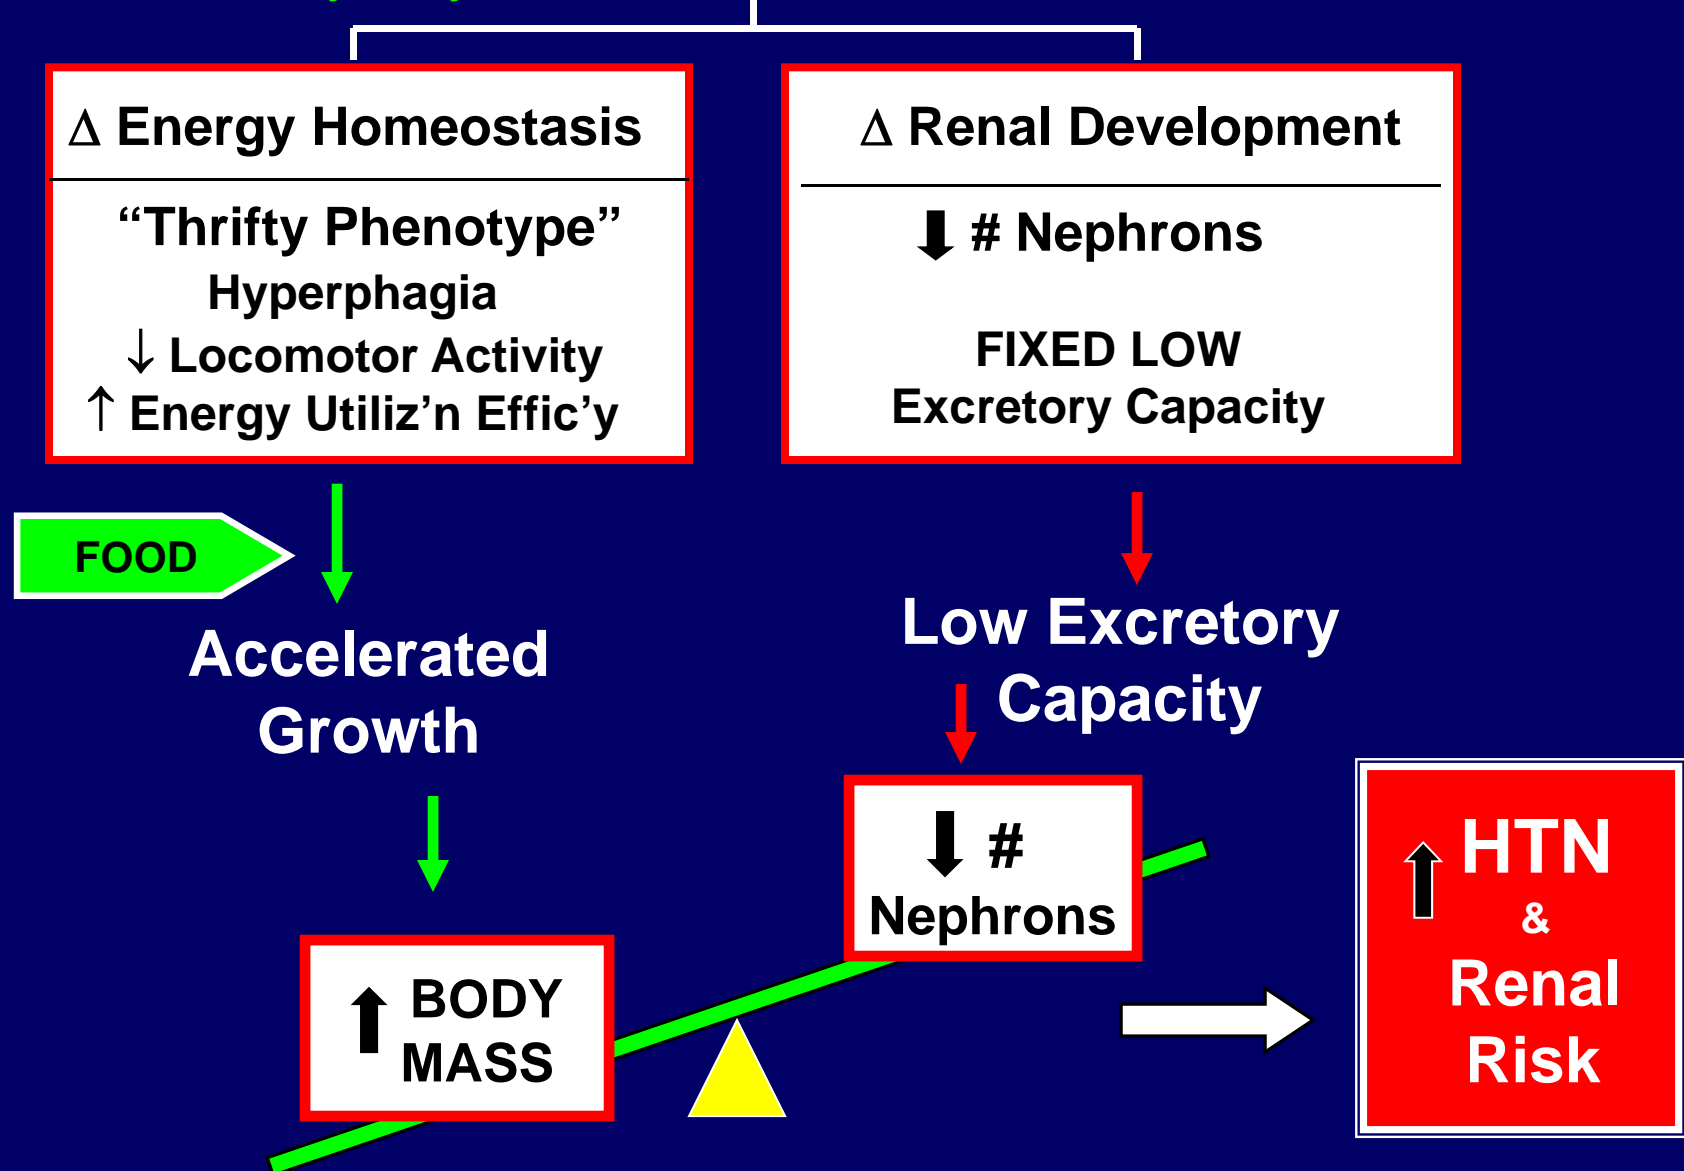 Δ Energy Homeostasis
“Thrifty Phenotype”
Hyperphagia
↓ Locomotor Activity
↑ Energy Utiliz’n Effic’y
Δ Renal Development
⬇ # Nephrons
FIXED LOW
Excretory Capacity
FOOD
Accelerated
Growth
Low Excretory
Capacity
⬇ #
Nephrons
⬆ BODY
MASS
⬆ HTN
&
Renal
Risk